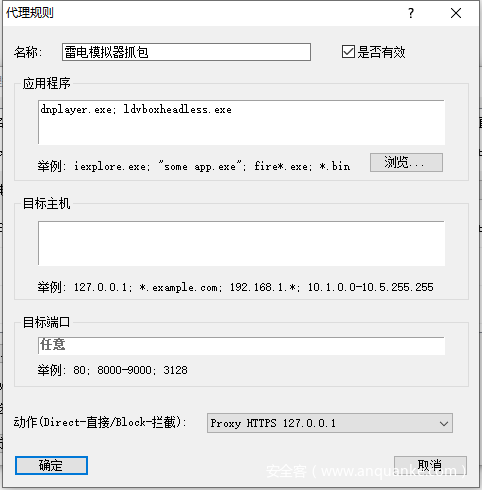 代理规则
名称:
雷电模拟器抓包
是否有效
应用程序
dnplayer.exe; ldvboxheadless.exe
举例: iexplore.exe; "some app.exe"; fire*.exe; *.bin
浏览...
目标主机
举例: 127.0.0.1; *.example.com; 192.168.1.*; 10.1.0.0-10.5.255.255
目标端口
任意
举例: 80; 8000-9000; 3128
动作(Direct-直接/Block-拦截):
Proxy HTTPS 127.0.0.1
确定
取消
安全客 ( www.anquanke.com )